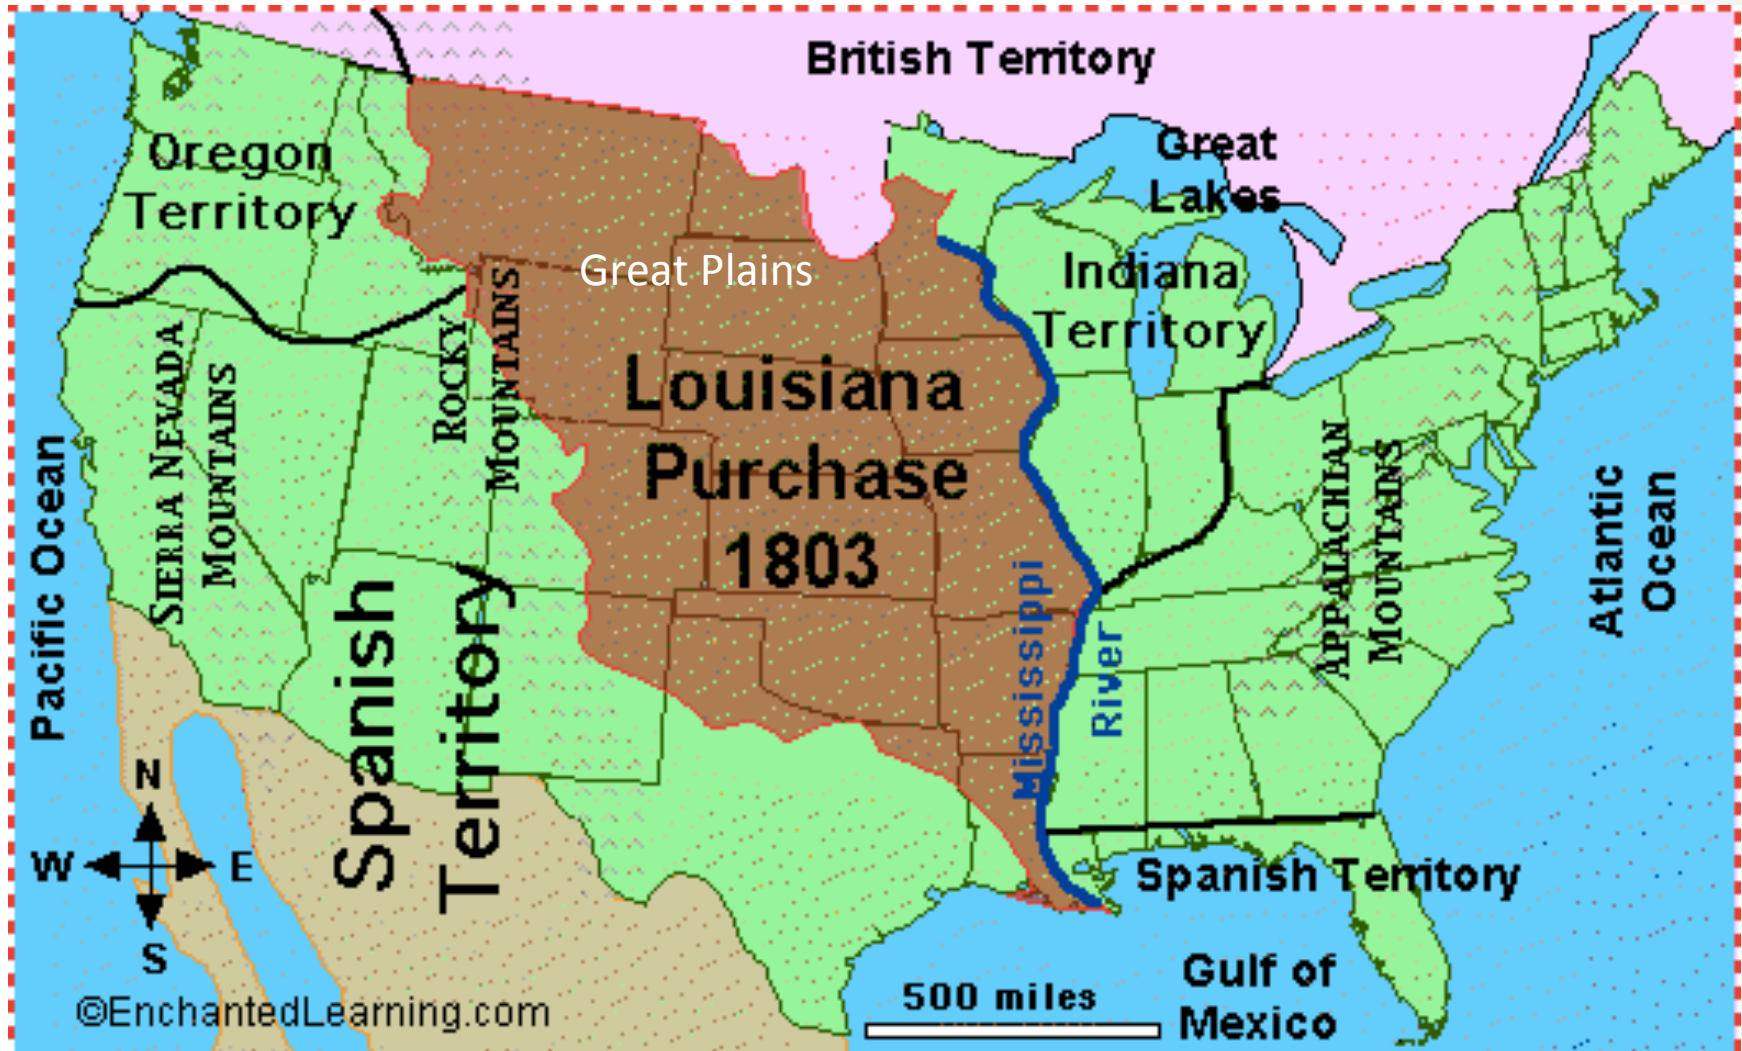 British Territory
Great
Lakes
Oregon
Territory
Great Plains
Indiana
Territory
SIERRA NEVADA
MOUNTAINS
ROCKY
MOUNTAINS
Louisiana
Purchase
1803
APPALACHIAN
MOUNTAINS
Pacific Ocean
Atlantic
Ocean
Spanish
Territory
Mississippi
River
N
W E
S
Spanish Territory
Gulf of
Mexico
500 miles
©EnchantedLearning.com